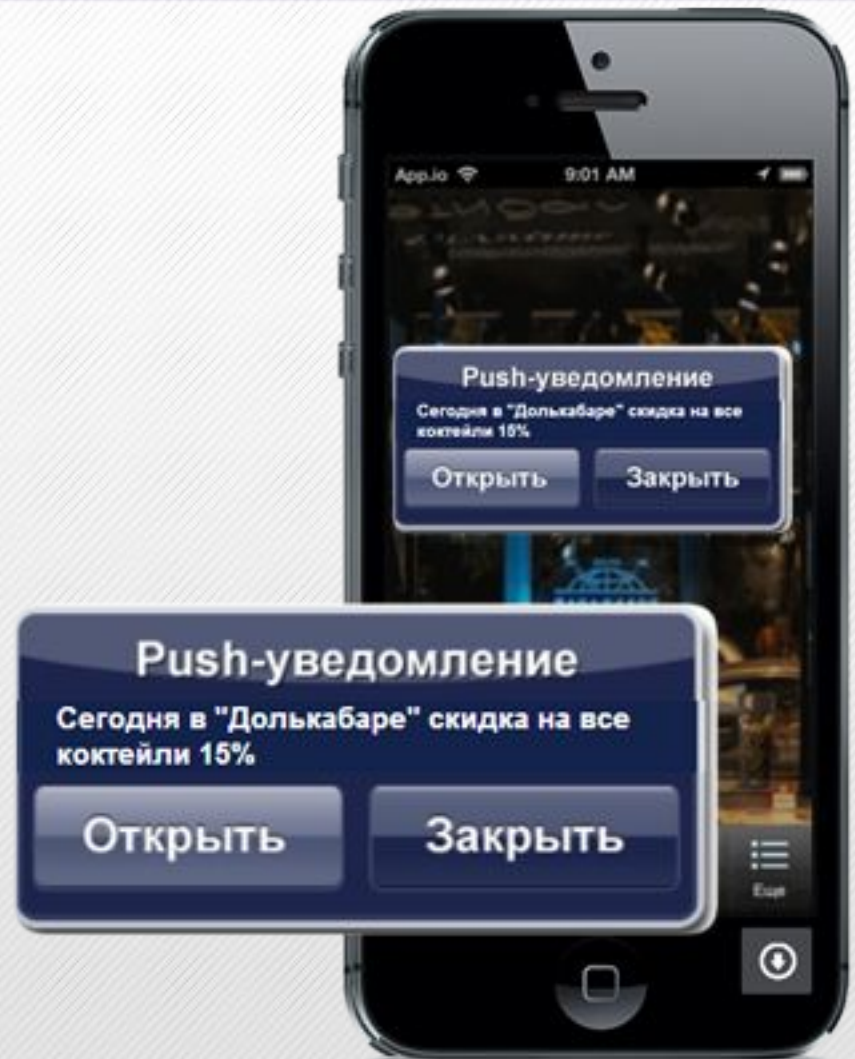 App.io 9:01 AM
Push-уведомление
Сегодня в "Долькабаре" скидка на все
коктейли 15%
Открыть Закрыть
Push-уведомление
Сегодня в "Долькабаре" скидка на все
коктейли 15%
Открыть Закрыть
Еще